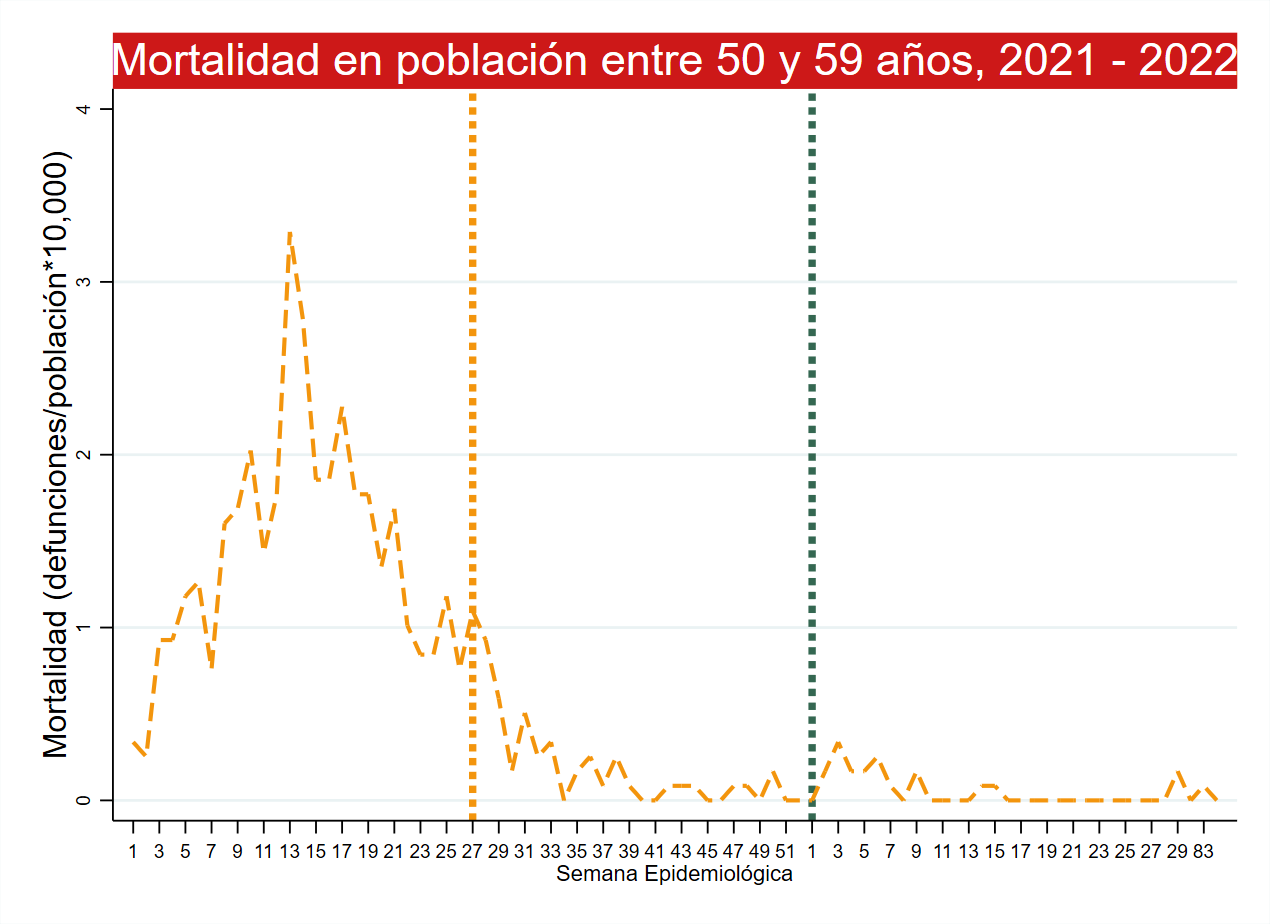 Mortalidad en población entre 50 y 59 años, 2021 - 2022
Mortalidad (defunciones/población*10,000)
4
3
2
1
0
1 3 5 7 9 11 13 15 17 19 21 23 25 27 29 31 33 35 37 39 41 43 45 47 49 51 1 3 5 7 9 11 13 15 17 19 21 23 25 27 29 83
Semana Epidemiológica